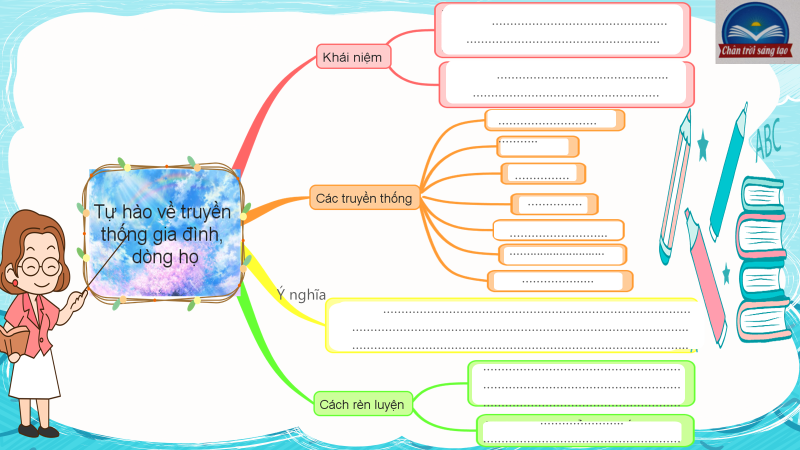 Chân trời sáng tạo
Khái niệm
Các truyền thống
Tự hào về truyền
thống gia đình,
dòng họ
Ý nghĩa
Cách rèn luyện
ABC